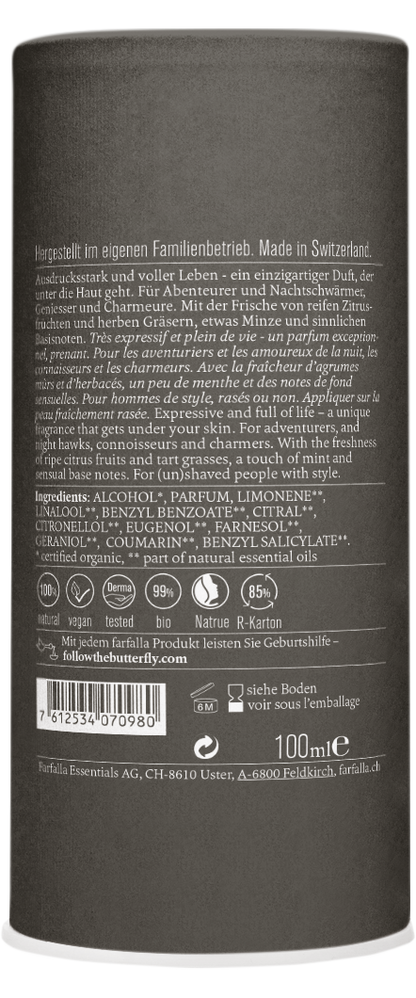 Hergestellt im eigenen Familienbetrieb. Made in Switzerland.
Ausdrucksstark und voller Leben - ein einzigartiger Duft, der
unter die Haut geht. Für Abenteurer und Nachtschwärmer,
Geniesser und Charmeure. Mit der Frische von reifen Zitrus-
früchten und herben Gräsern, etwas Minze und sinnlichen
Basisnoten. Très expressif et plein de vie - un parfum exception-
nel, prenant. Pour les aventuriers et les amoureux de la nuit, les
connaisseurs et les charmeurs. Avec la fraîcheur d'agrumes
mûrs et d'herbacés, un peu de menthe et des notes de fond
sensuelles. Pour hommes de style, rasés ou non. Appliquer sur la
peau fraîchement rasée. Expressive and full of life – a unique
fragrance that gets under your skin. For adventurers, and
night hawks, connoisseurs and charmers. With the freshness
of ripe citrus fruits and tart grasses, a touch of mint and
sensual base notes. For (un)shaved people with style.
Ingredients: ALCOHOL*, PARFUM, LIMONENE**,
LINALOOL**, BENZYL BENZOATE**, CITRAL**,
CITRONELLOL**, EUGENOL**, FARNESOL**,
GERANIOL**, COUMARIN**, BENZYL SALICYLATE**.
* certified organic, ** part of natural essential oils
100% Derma 99% 85%
natural vegan tested bio Natrue R-Karton
Mit jedem farfalla Produkt leisten Sie Geburtshilfe –
followthebutterfly.com
siehe Boden
6M voir sous l'emballage
7 612534 070980
100ml e
Farfalla Essentials AG, CH-8610 Uster, A-6800 Feldkirch, farfalla.ch